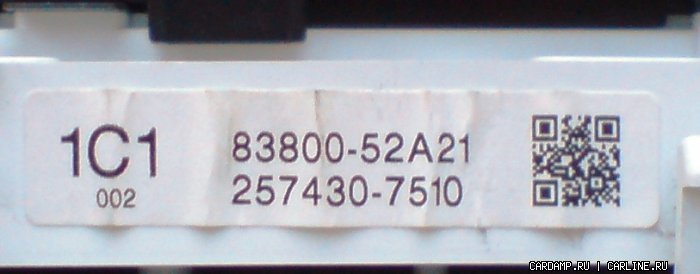 1C1
002
83800-52A21
257430-7510
CARDAMP.RU | CARLINE.RU